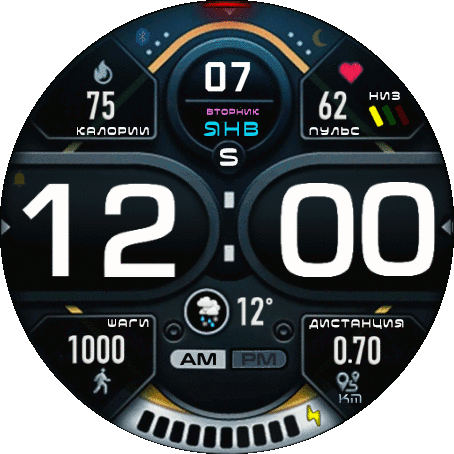 07
ВТОРНИК
ЯНВ
S
75
КАЛОРИИ
62
НИЗ
ПУЛЬС
12:00
ШАГИ
1000
12°
AM PM
ДИСТАНЦИЯ
0.70
KM